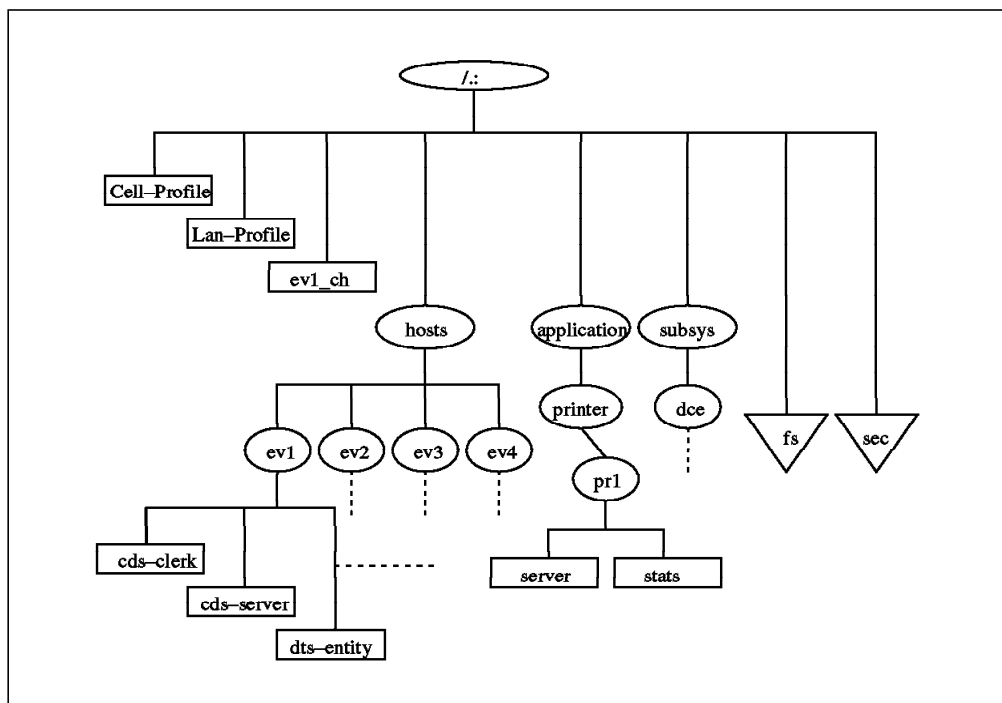 /.:
Cell–Profile
Lan–Profile
ev1_ch
hosts
application
subsys
printer
dce
fs
sec
ev1
ev2
ev3
ev4
pr1
cds–clerk
server
stats
cds–server
dts–entity